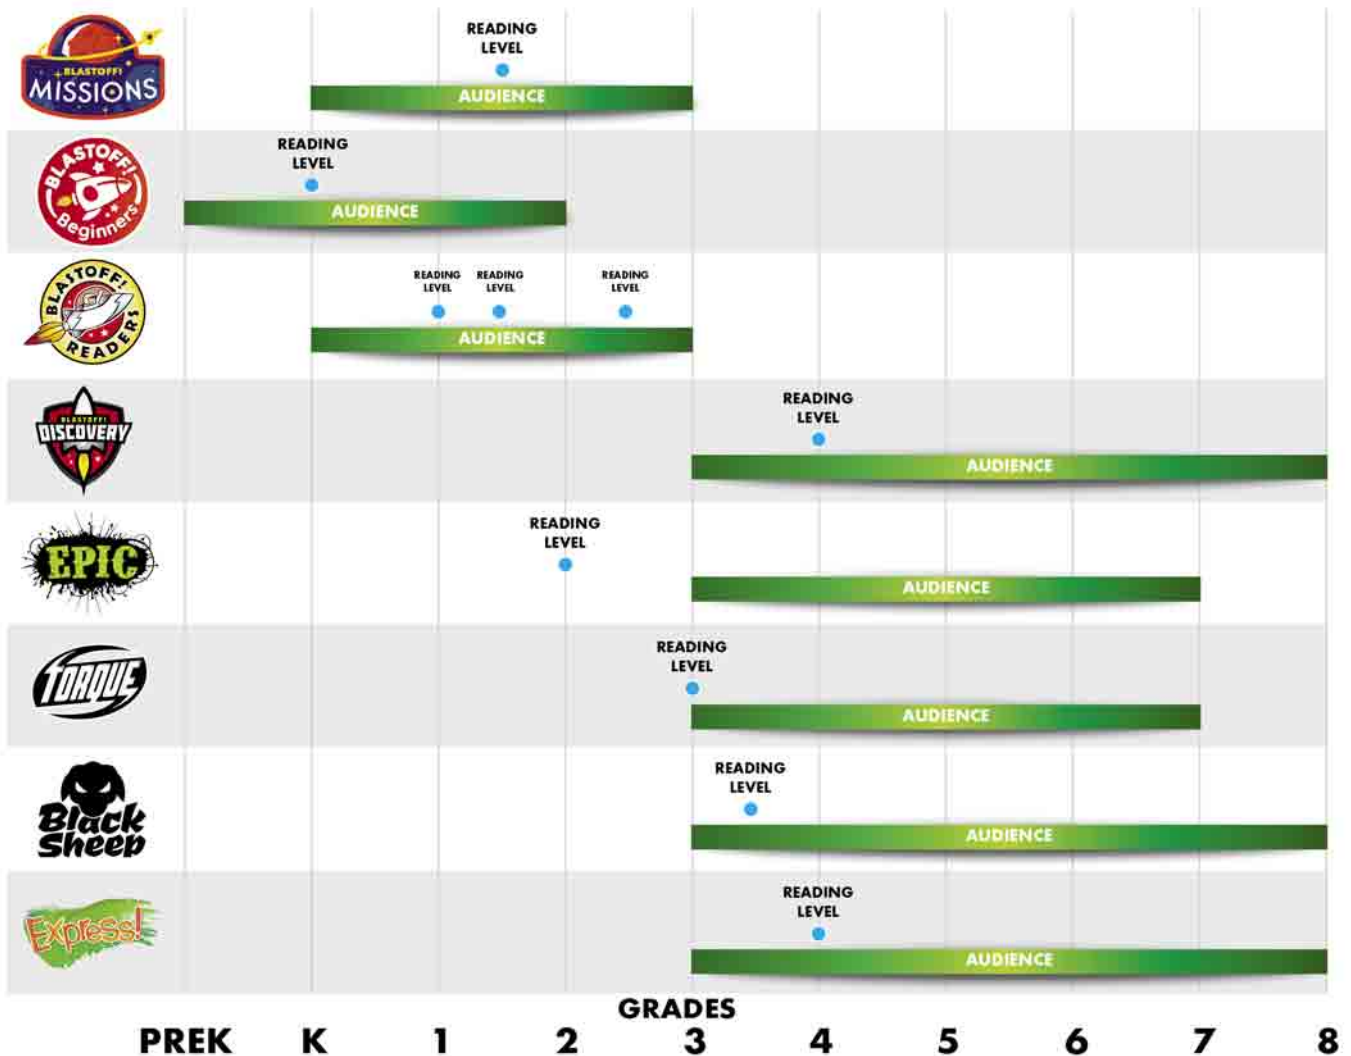 BLASTOFF!
MISSIONS
READING
LEVEL
AUDIENCE
BLASTOFF!
Beginners
READING
LEVEL
AUDIENCE
BLASTOFF!
READERS
READING READING READING
LEVEL LEVEL LEVEL
AUDIENCE
BLASTOFF!
DISCOVERY
READING
LEVEL
AUDIENCE
EPIC
READING
LEVEL
AUDIENCE
TORQUE
READING
LEVEL
AUDIENCE
Black
Sheep
READING
LEVEL
AUDIENCE
Express!
READING
LEVEL
AUDIENCE
GRADES
PREK K 1 2 3 4 5 6 7 8